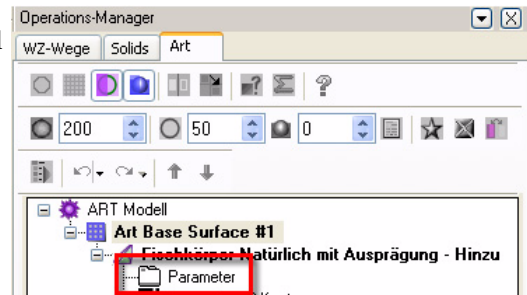 Operations-Manager
WZ-Wege Solids Art
200 50 0
ART Modell
Art Base Surface #1
Fischkörper Natürlich mit Ausprägung - Hinzu
Parameter